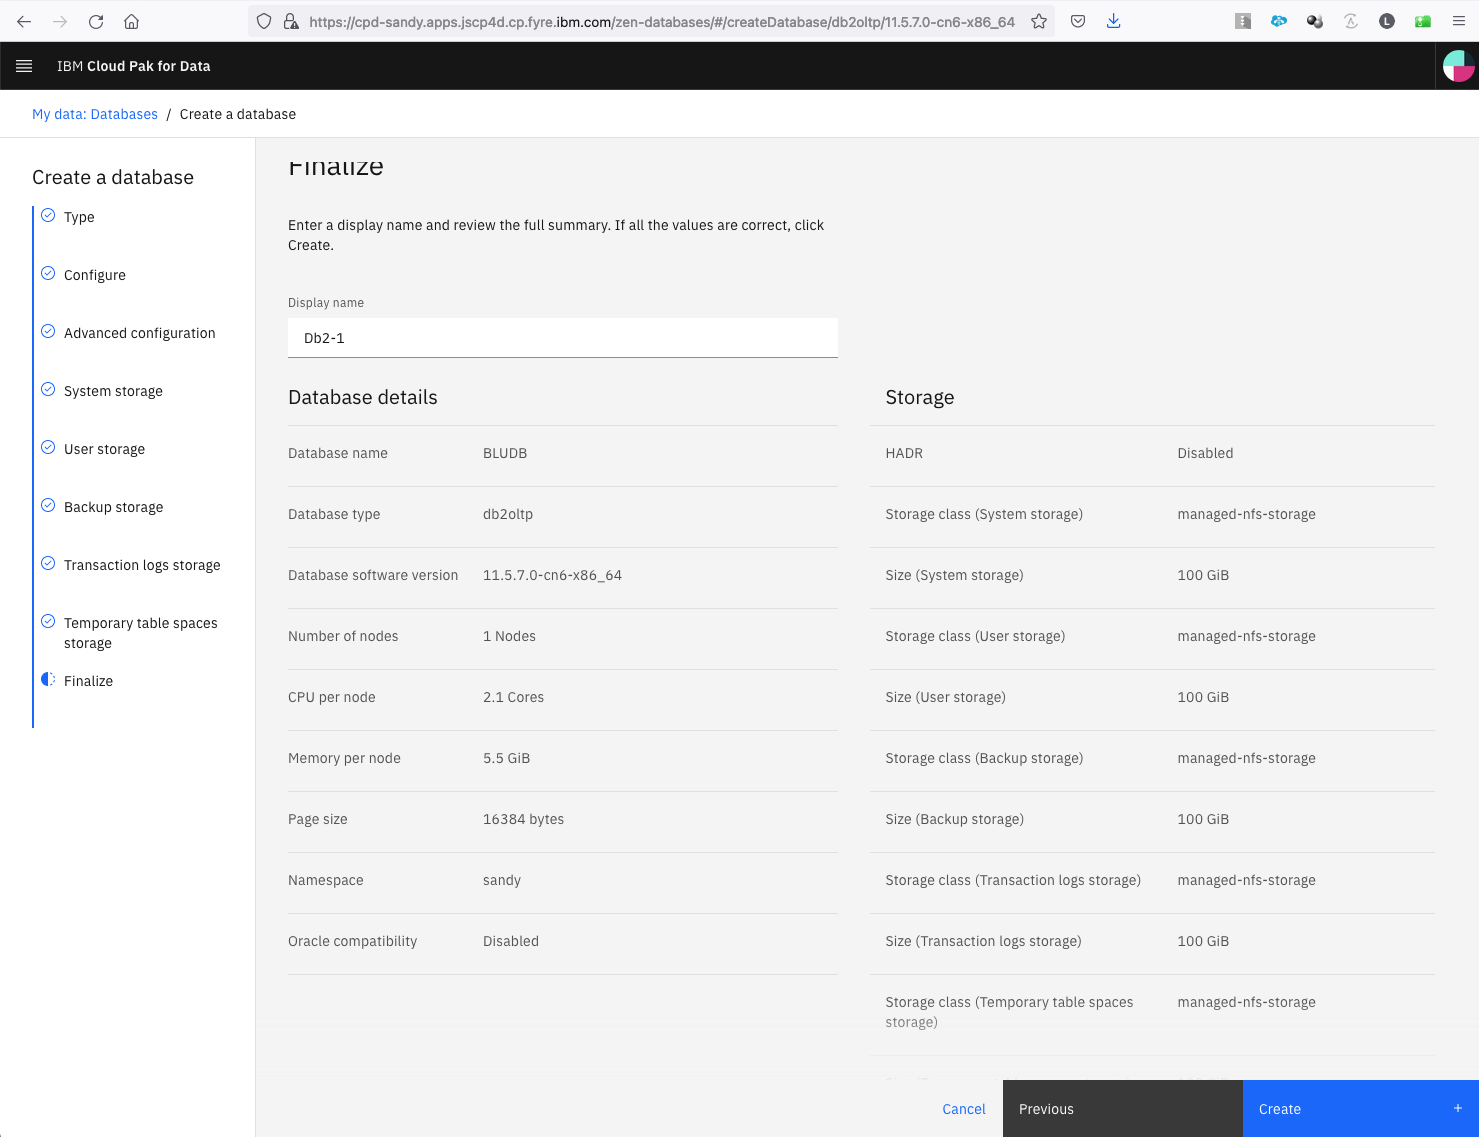 https://cpd-sandy.apps.jscp4d.cp.fyre.ibm.com/zen-databases/#/createDatabase/db2oltp/11.5.7.0-cn6-x86_64
L
IBM Cloud Pak for Data
My data: Databases / Create a database
Create a database
Type
Configure
Advanced configuration
System storage
User storage
Backup storage
Transaction logs storage
Temporary table spaces
storage
Finalize
Finalize
Enter a display name and review the full summary. If all the values are correct, click
Create.
Display name
Db2-1
Database details
Database name BLUDB
Database type db2oltp
Database software version 11.5.7.0-cn6-x86_64
Number of nodes 1 Nodes
CPU per node 2.1 Cores
Memory per node 5.5 GiB
Page size 16384 bytes
Namespace sandy
Oracle compatibility Disabled
Storage
HADR Disabled
Storage class (System storage) managed-nfs-storage
Size (System storage) 100 GiB
Storage class (User storage) managed-nfs-storage
Size (User storage) 100 GiB
Storage class (Backup storage) managed-nfs-storage
Size (Backup storage) 100 GiB
Storage class (Transaction logs storage) managed-nfs-storage
Size (Transaction logs storage) 100 GiB
Storage class (Temporary table spaces managed-nfs-storage
storage)
Cancel
Previous
Create +